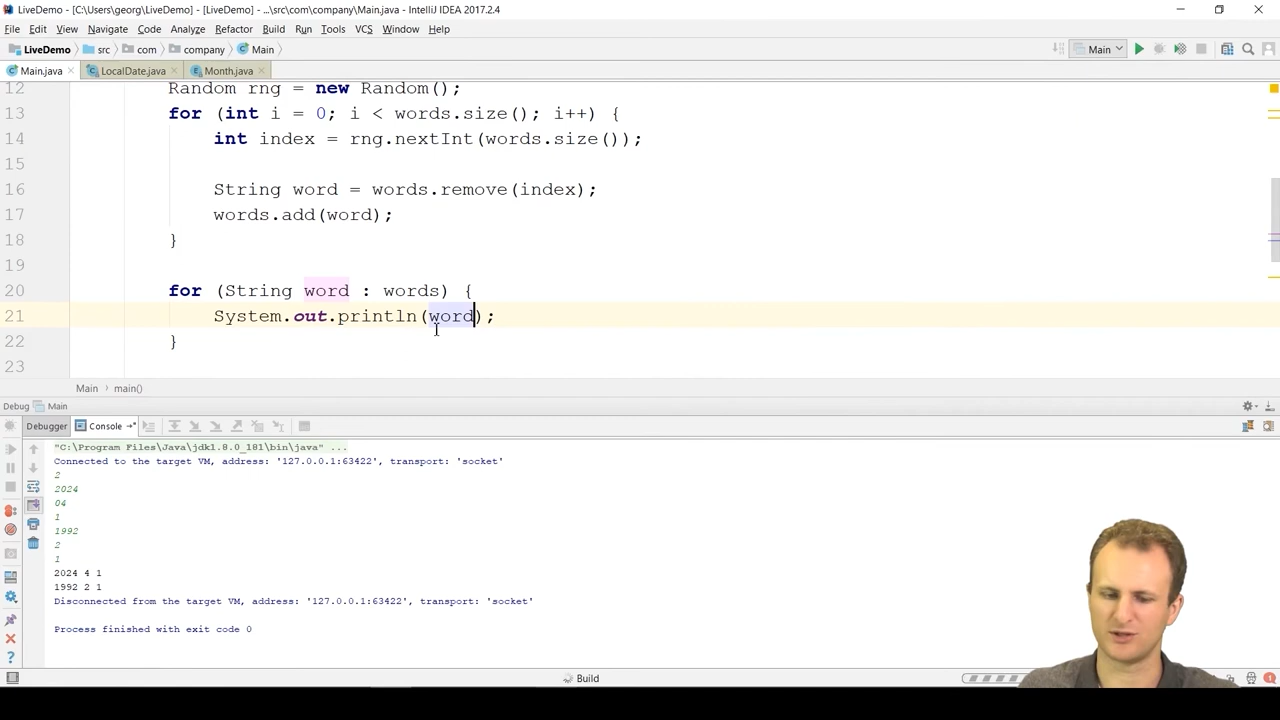 LiveDemo - [C:\Users\georg\LiveDemo] - [LiveDemo] - ...\src\com\company\Main.java - IntelliJ IDEA 2017.2.4
File Edit View Navigate Code Analyze Refactor Build Run Tools VCS Window Help
LiveDemo src com company Main Main
Main.java LocalDate.java Month.java
12 Random rng = new Random();
13 for (int i = 0; i < words.size(); i++) {
14 int index = rng.nextInt(words.size());
15
16 String word = words.remove(index);
17 words.add(word);
18 }
19
20 for (String word : words) {
21 System.out.println(word);
22 }
23
Main › main()
Debug Main
Debugger Console
"C:\Program Files\Java\jdk1.8.0_181\bin\java" ...
Connected to the target VM, address: '127.0.0.1:63422', transport: 'socket'
2
2024
04
1
1992
2
1
2024 4 1
1992 2 1
Disconnected from the target VM, address: '127.0.0.1:63422', transport: 'socket'
Process finished with exit code 0
Build